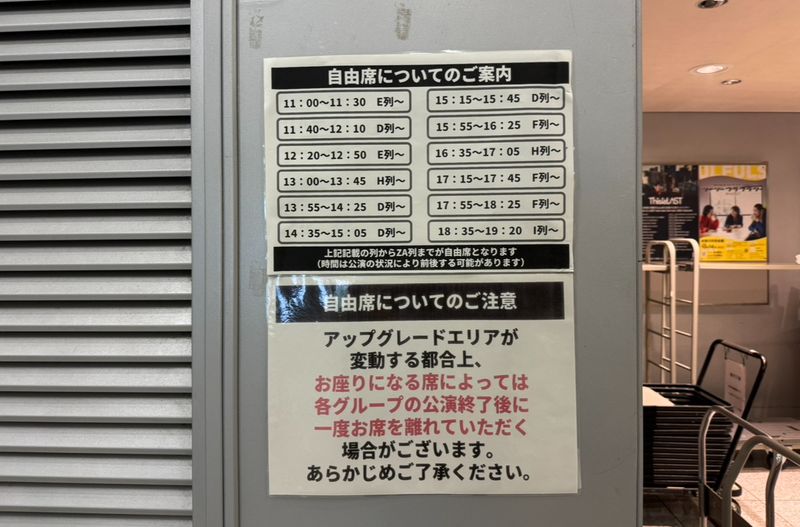 自由席についてのご案内
11：00～11：30 E列～
11：40～12：10 D列～
12：20～12：50 E列～
13：00～13：45 H列～
13：55～14：25 D列～
14：35～15：05 D列～
15：15～15：45 D列～
15：55～16：25 F列～
16：35～17：05 H列～
17：15～17：45 F列～
17：55～18：25 F列～
18：35～19：20 I列～
上記記載の列からZA列までが自由席となります
（時間は公演の状況により前後する可能性があります）
自由席についてのご注意
アップグレードエリアが
変動する都合上、
お座りになる席によっては
各グループの公演終了後に
一度お席を離れていただく
場合がございます。
あらかじめご了承ください。
ThisisLAST